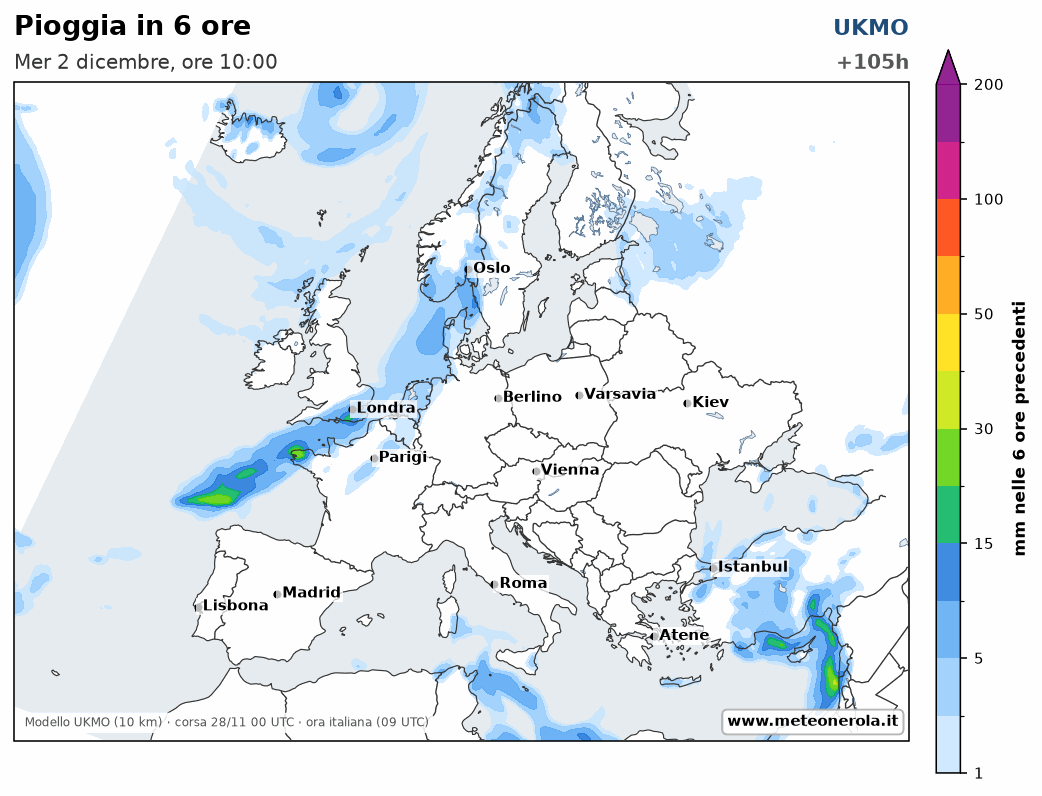 Pioggia in 6 ore
UKMO
Mer 2 dicembre, ore 10:00
+105h
200
100
50
30
15
5
1
mm nelle 6 ore precedenti
Oslo
Londra
Berlino
Varsavia
Kiev
Parigi
Vienna
Istanbul
Roma
Madrid
Lisbona
Atene
Modello UKMO (10 km) · corsa 28/11 00 UTC · ora italiana (09 UTC)
www.meteonerola.it